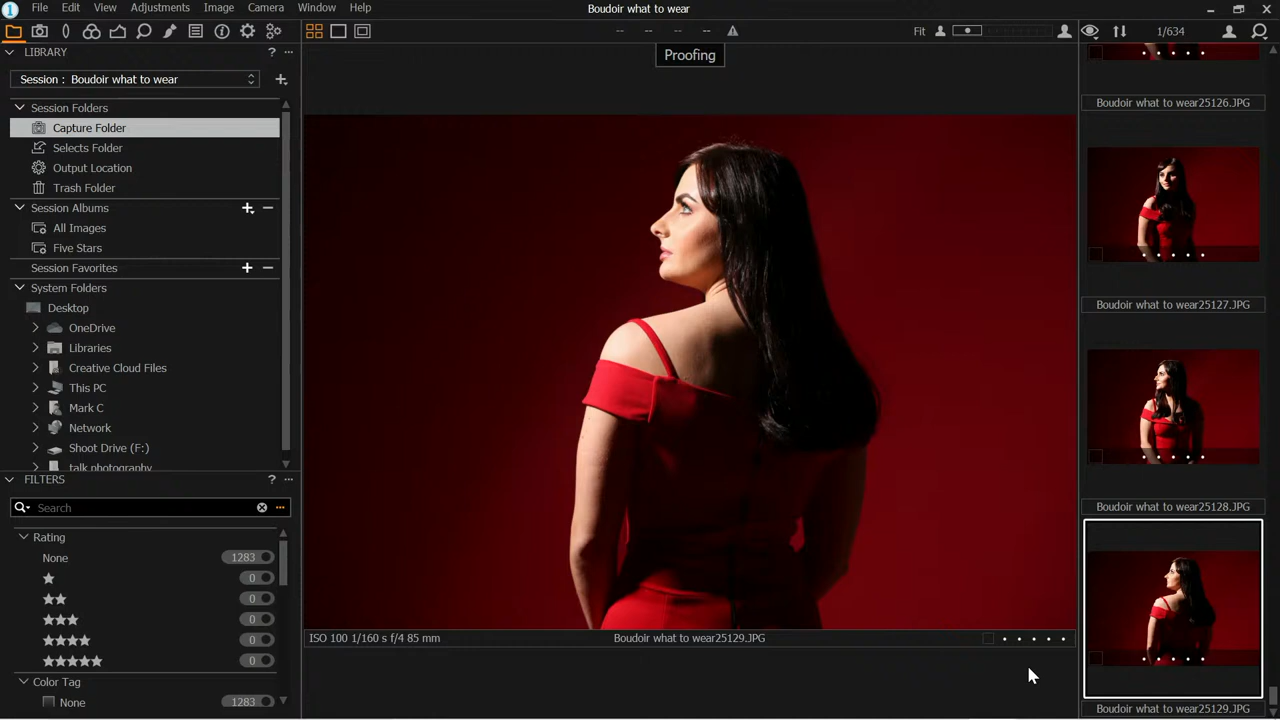 File Edit View Adjustments Image Camera Window Help
Boudoir what to wear
LIBRARY ? ...
Session : Boudoir what to wear
Session Folders
Capture Folder
Selects Folder
Output Location
Trash Folder
Session Albums
All Images
Five Stars
Session Favorites
System Folders
Desktop
OneDrive
Libraries
Creative Cloud Files
This PC
Mark C
Network
Shoot Drive (F:)
talk photography
FILTERS ? ...
Search
Rating
None 1283
0
0
0
0
0
Color Tag
None 1283
-- -- -- --
Proofing
Fit
ISO 100 1/160 s f/4 85 mm
Boudoir what to wear25129.JPG
1/634
Boudoir what to wear25126.JPG
Boudoir what to wear25127.JPG
Boudoir what to wear25128.JPG
Boudoir what to wear25129.JPG